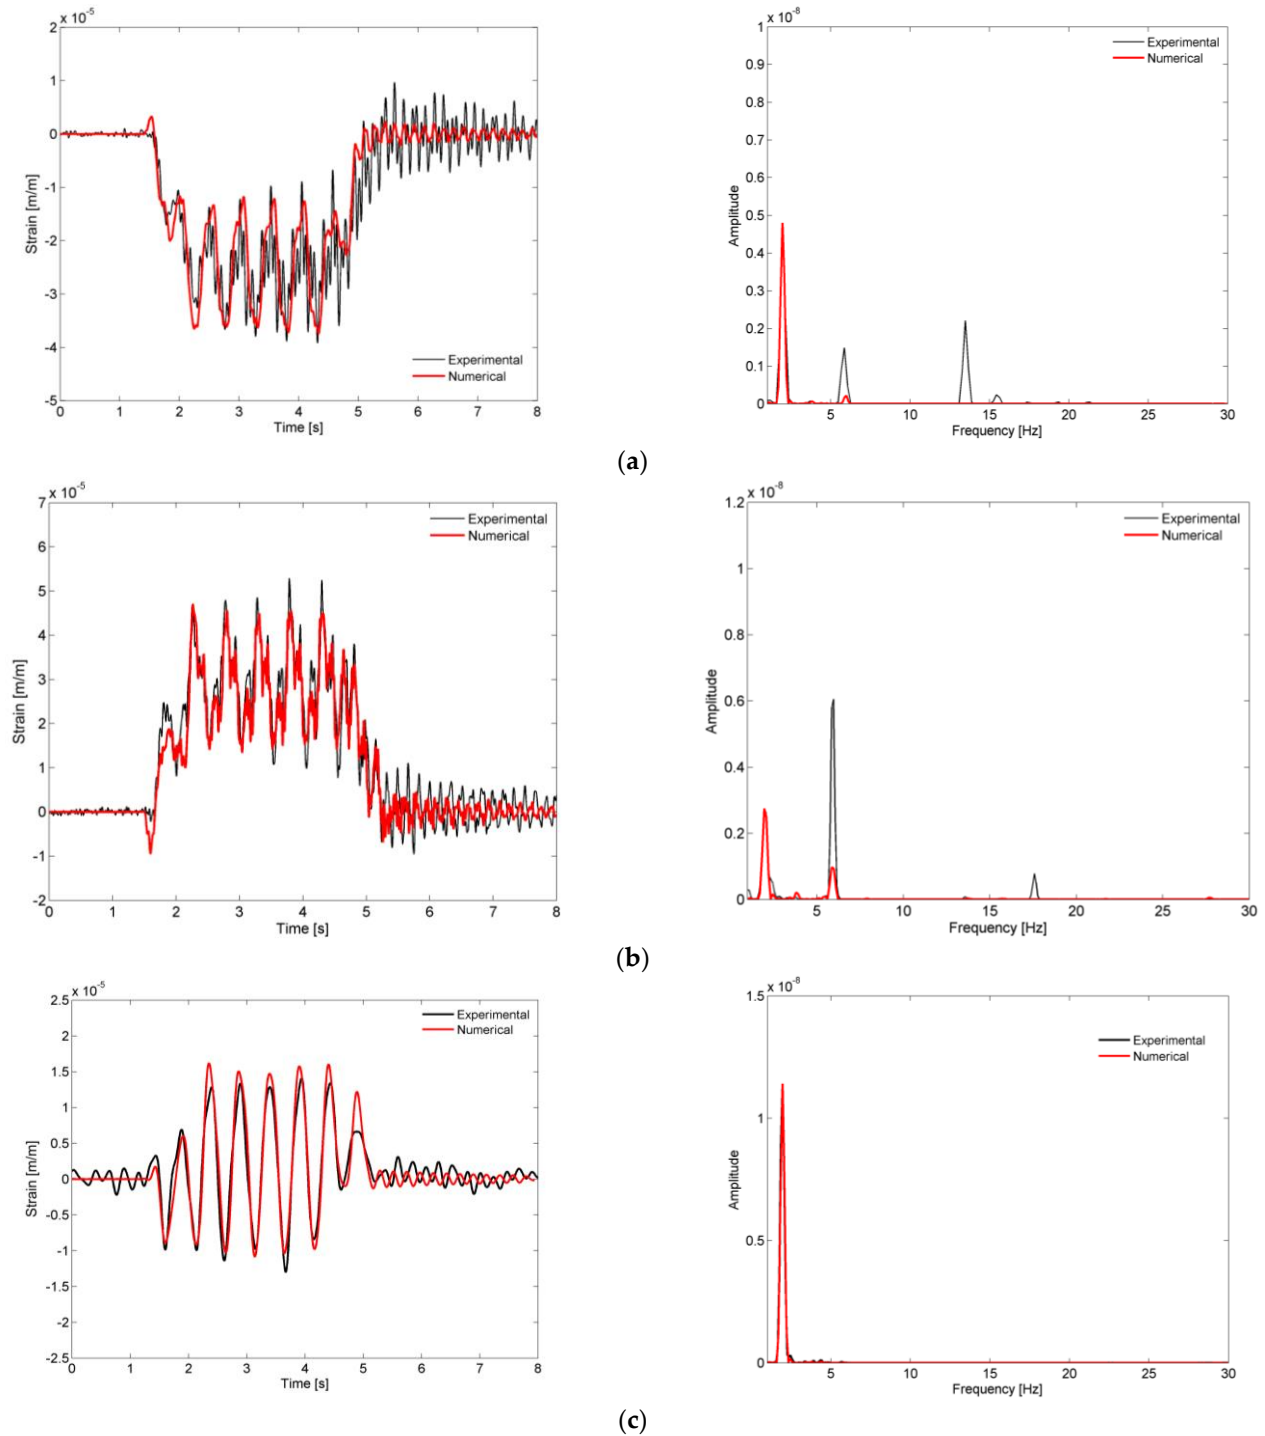 2 x 10-5
1
0
-1
-2
-3
-4
-5
Strain [m/m]
Experimental
Numerical
0 1 2 3 4 5 6 7 8
Time [s]
1 x 10-8
0.9
0.8
0.7
0.6
0.5
0.4
0.3
0.2
0.1
0
Amplitude
Experimental
Numerical
5 10 15 20 25 30
Frequency [Hz]
(a)
7 x 10-5
6
5
4
3
2
1
0
-1
-2
Strain [m/m]
Experimental
Numerical
0 1 2 3 4 5 6 7 8
Time [s]
1.2 x 10-8
1
0.8
0.6
0.4
0.2
0
Amplitude
Experimental
Numerical
5 10 15 20 25 30
Frequency [Hz]
(b)
2.5 x 10-5
2
1.5
1
0.5
0
-0.5
-1
-1.5
-2
-2.5
Strain [m/m]
Experimental
Numerical
0 1 2 3 4 5 6 7 8
Time [s]
1.5 x 10-8
1
0.5
0
Amplitude
Experimental
Numerical
5 10 15 20 25 30
Frequency [Hz]
(c)